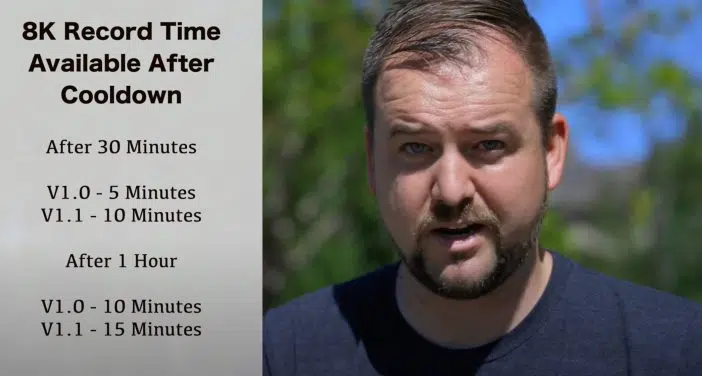 8K Record Time
Available After
Cooldown
After 30 Minutes
V1.0 - 5 Minutes
V1.1 - 10 Minutes
After 1 Hour
V1.0 - 10 Minutes
V1.1 - 15 Minutes